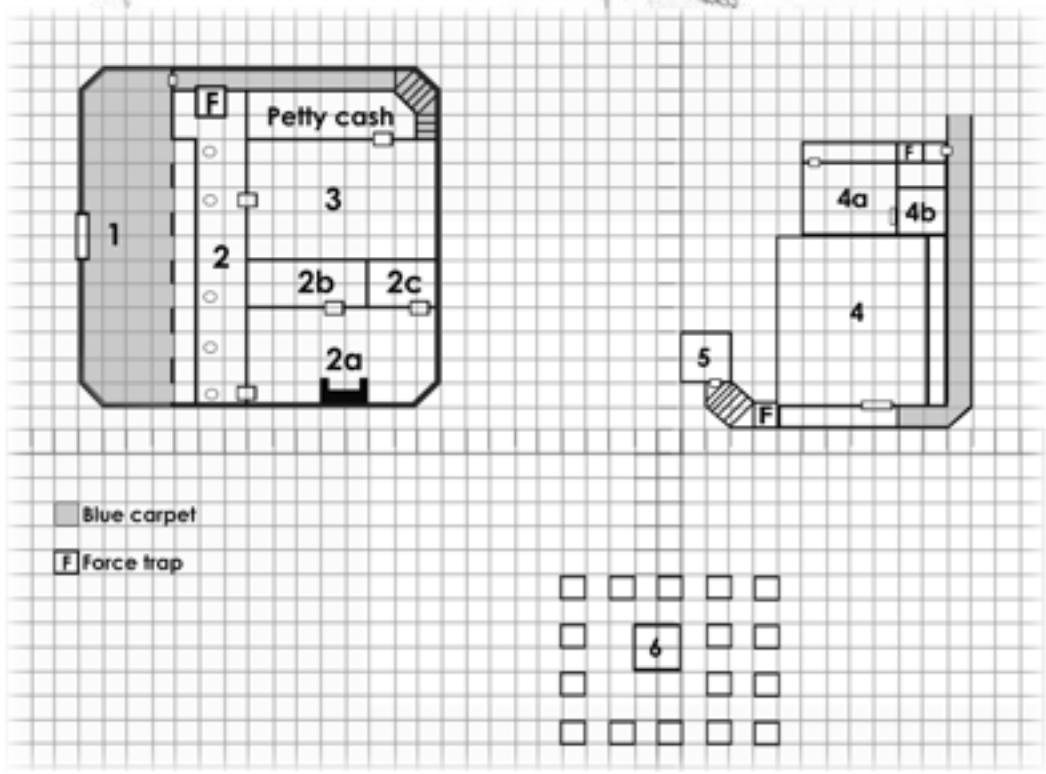 F
Petty cash
3
1
2
2b
2c
2a
F
4a
4b
4
5
F
Blue carpet
F Force trap
6